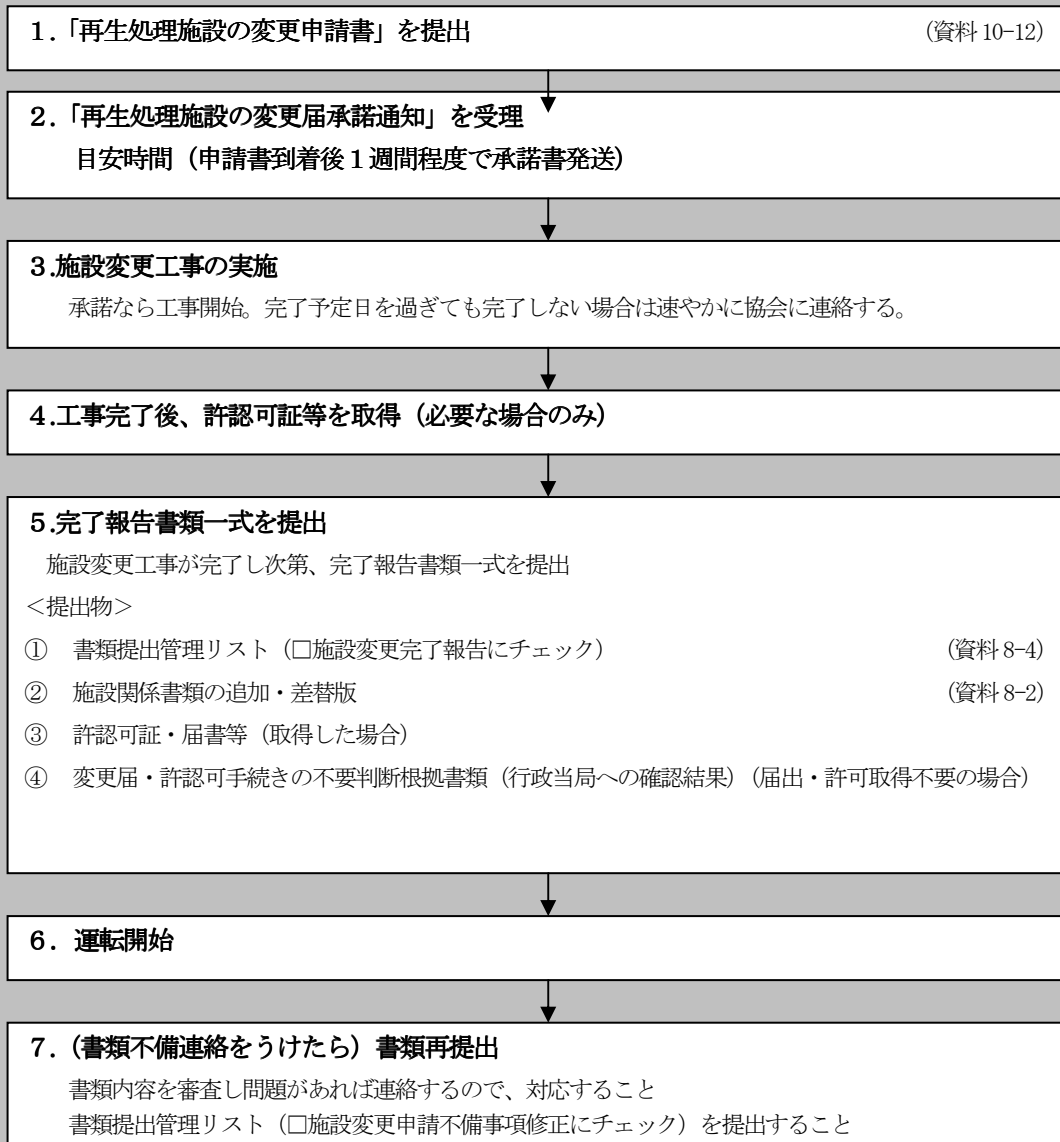 １.「再生処理施設の変更申請書」を提出 (資料 10-12)
２.「再生処理施設の変更届承諾通知」を受理
目安時間（申請書到着後１週間程度で承諾書発送）
３.施設変更工事の実施
承諾なら工事開始。完了予定日を過ぎても完了しない場合は速やかに協会に連絡する。
４.工事完了後、許認可証等を取得（必要な場合のみ）
５.完了報告書類一式を提出
施設変更工事が完了し次第、完了報告書類一式を提出
＜提出物＞
① 書類提出管理リスト（□施設変更完了報告にチェック） (資料 8-4)
② 施設関係書類の追加・差替版 (資料 8-2)
③ 許認可証・届書等（取得した場合）
④ 変更届・許認可手続きの不要判断根拠書類（行政当局への確認結果）（届出・許可取得不要の場合）
６．運転開始
７.（書類不備連絡をうけたら）書類再提出
書類内容を審査し問題があれば連絡するので、対応すること
書類提出管理リスト（□施設変更申請不備事項修正にチェック）を提出すること